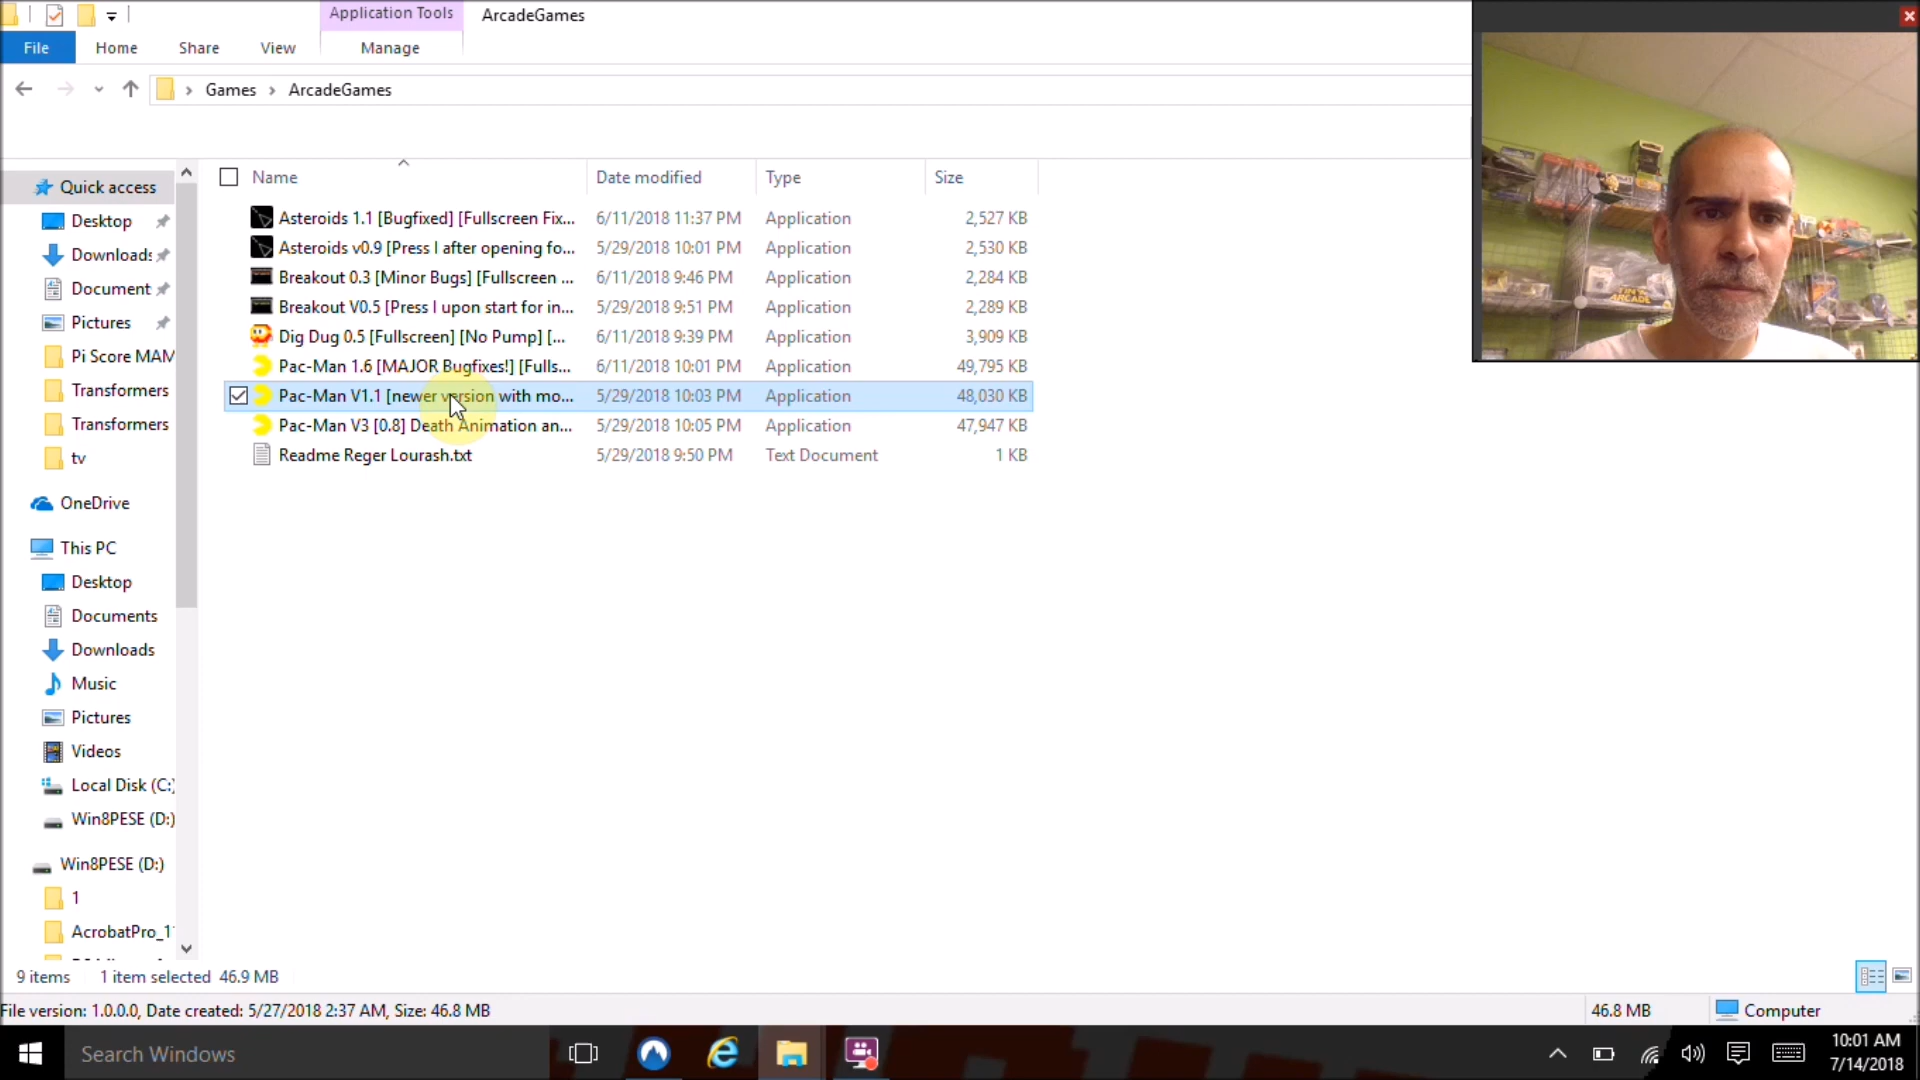 Application Tools
ArcadeGames
File
Home
Share
View
Manage
Games
ArcadeGames
Name
Date modified
Type
Size
Asteroids 1.1 [Bugfixed] [Fullscreen Fix... 6/11/2018 11:37 PM Application 2,527 KB
Asteroids v0.9 [Press I after opening fo... 5/29/2018 10:01 PM Application 2,530 KB
Breakout 0.3 [Minor Bugs] [Fullscreen ... 6/11/2018 9:46 PM Application 2,284 KB
Breakout V0.5 [Press I upon start for in... 5/29/2018 9:51 PM Application 2,289 KB
Dig Dug 0.5 [Fullscreen] [No Pump] [... 6/11/2018 9:39 PM Application 3,909 KB
Pac-Man 1.6 [MAJOR Bugfixes!] [Fulls... 6/11/2018 10:01 PM Application 49,795 KB
Pac-Man V1.1 [newer version with mo... 5/29/2018 10:03 PM Application 48,030 KB
Pac-Man V3 [0.8] Death Animation an... 5/29/2018 10:05 PM Application 47,947 KB
Readme Reger Lourash.txt 5/29/2018 9:50 PM Text Document 1 KB
Quick access
Desktop
Downloads
Document
Pictures
Pi Score MAM
Transformers
Transformers
tv
OneDrive
This PC
Desktop
Documents
Downloads
Music
Pictures
Videos
Local Disk (C:)
Win8PESE (D:)
Win8PESE (D:)
1
AcrobatPro_1
TINY ARCADE
9 items 1 item selected 46.9 MB
File version: 1.0.0.0, Date created: 5/27/2018 2:37 AM, Size: 46.8 MB
46.8 MB
Computer
Search Windows
10:01 AM
7/14/2018